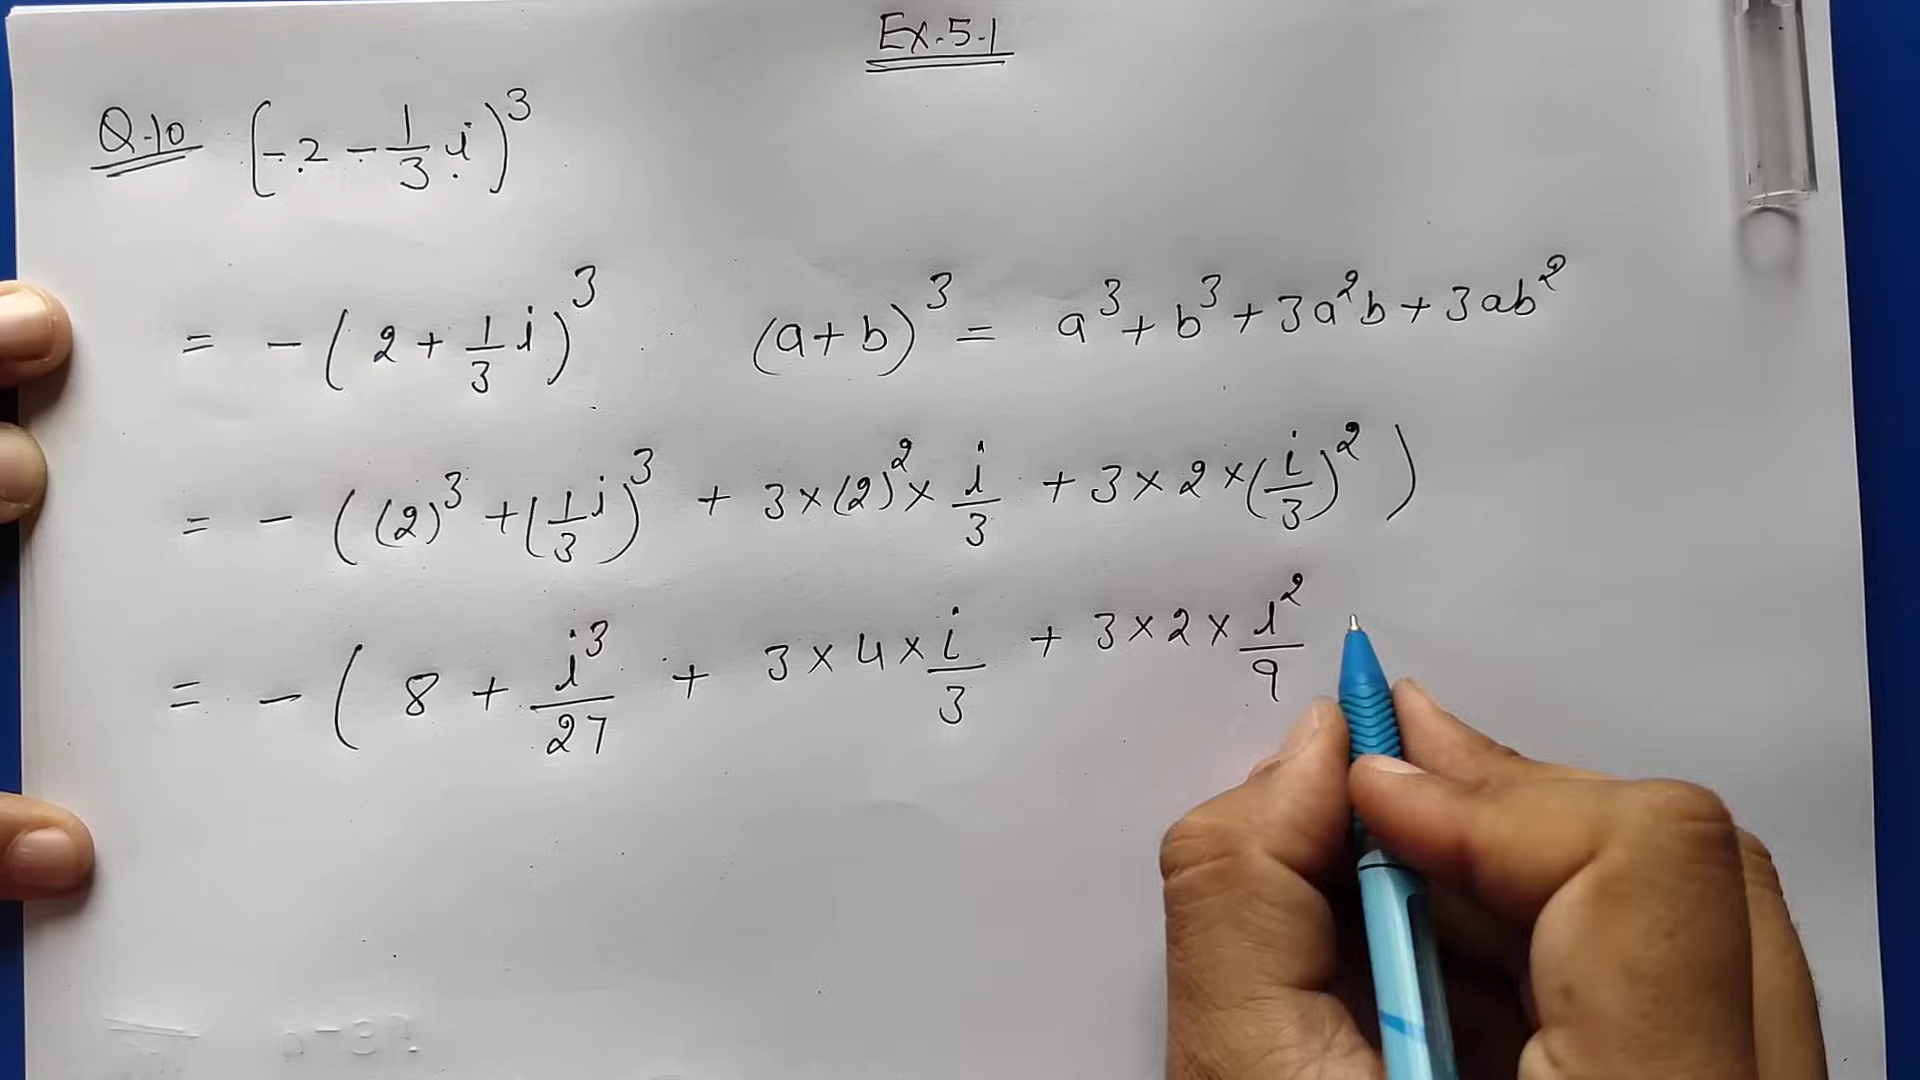 Ex.5.1
Q.10 (-2 - 1/3 i)^3
= -(2 + 1/3 i)^3 (a+b)^3 = a^3 + b^3 + 3a^2b + 3ab^2
= -((2)^3 + (1/3 i)^3 + 3×(2)^2 × i/3 + 3×2×(i/3)^2)
= -(8 + i^3/27 + 3×4×i/3 + 3×2×i^2/9